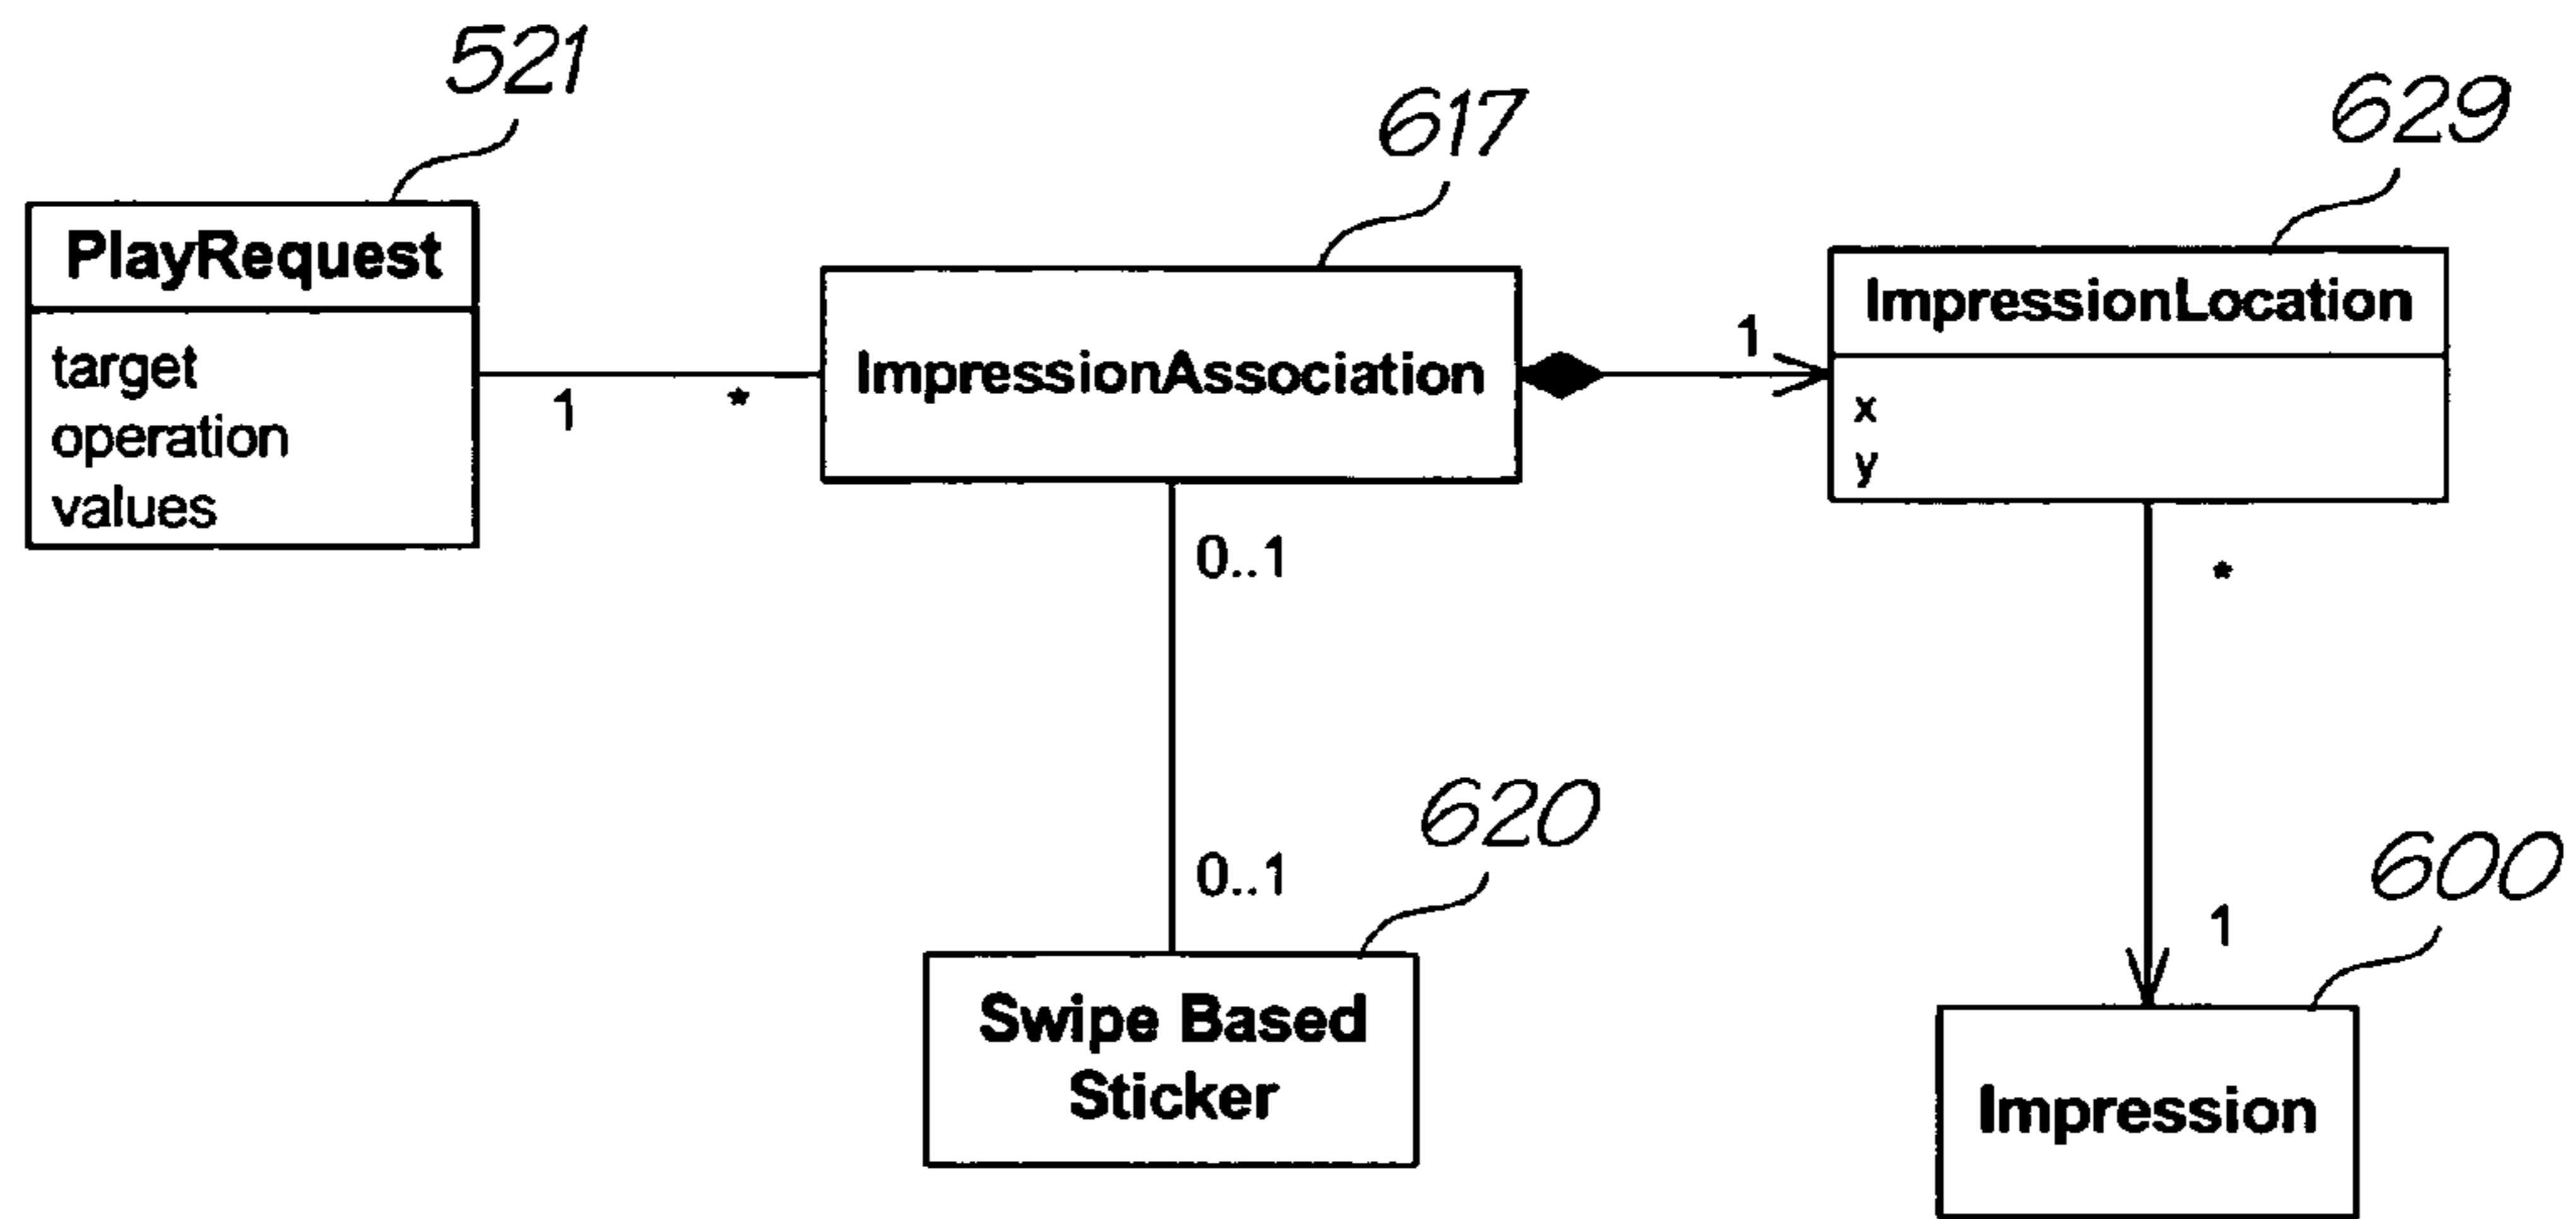 521
617
629
PlayRequest
target
operation
values
1
*
ImpressionAssociation
1
ImpressionLocation
x
y
0..1
*
0..1
620
Swipe Based
Sticker
1
600
Impression